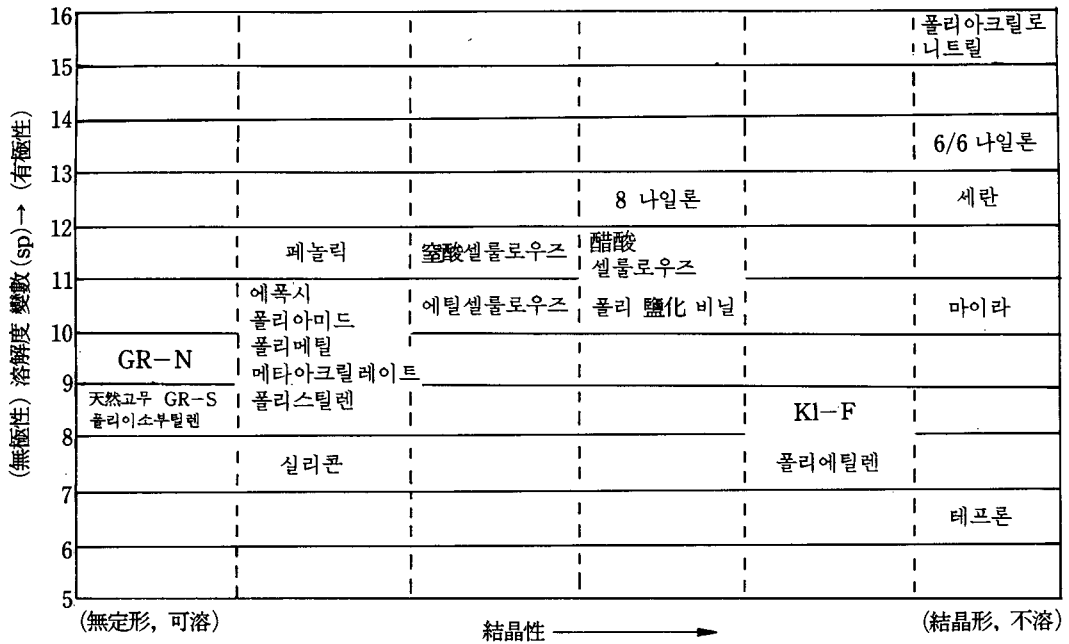 (無極性) 溶解度 變數(sp)→ (有極性)
16
15
14
13
12
11
10
9
8
7
6
5
폴리아크릴로
니트릴
6/6 나일론
8 나일론
세란
페놀릭
窒酸셀룰로우즈
醋酸
셀룰로우즈
에폭시
폴리아미드
폴리메틸
메타아크릴레이트
폴리스틸렌
에틸셀룰로우즈
폴리 鹽化 비닐
마이라
GR-N
天然고무 GR-S
폴리이소부틸렌
Kl-F
실리콘
폴리에틸렌
테프론
(無定形, 可溶)
結晶性
(結晶形, 不溶)